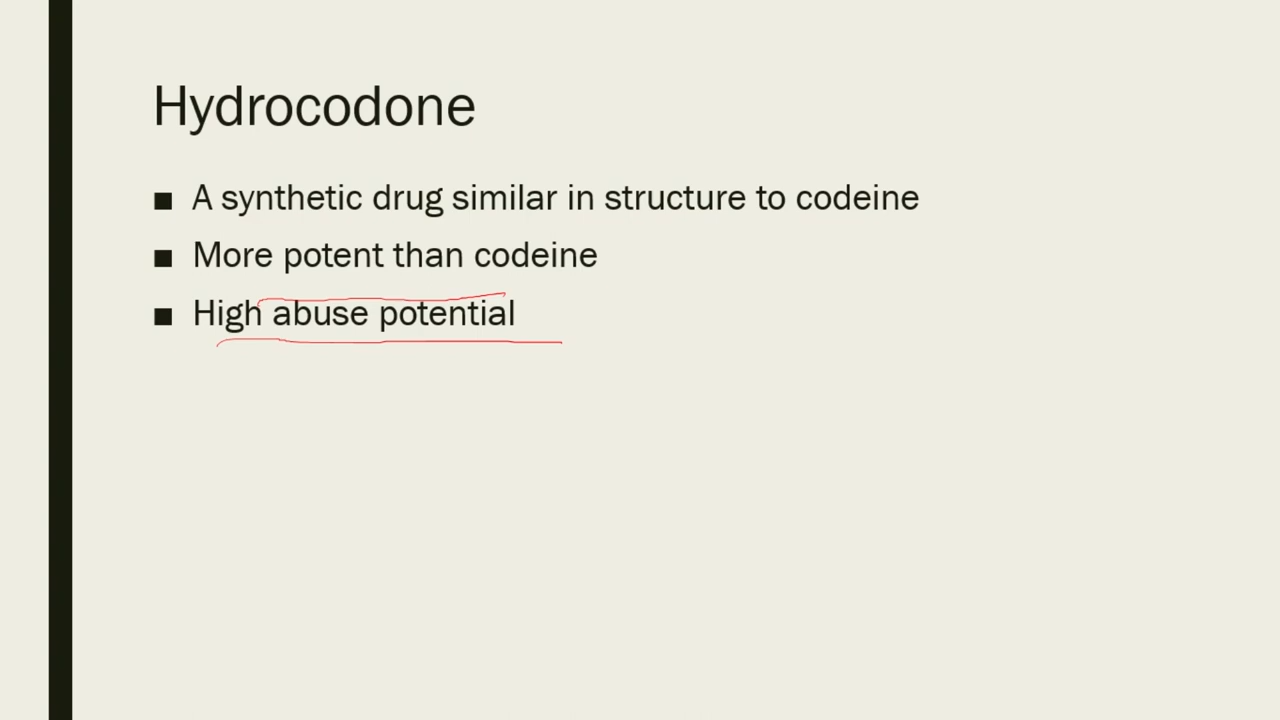 Hydrocodone
■ A synthetic drug similar in structure to codeine
■ More potent than codeine
■ High abuse potential